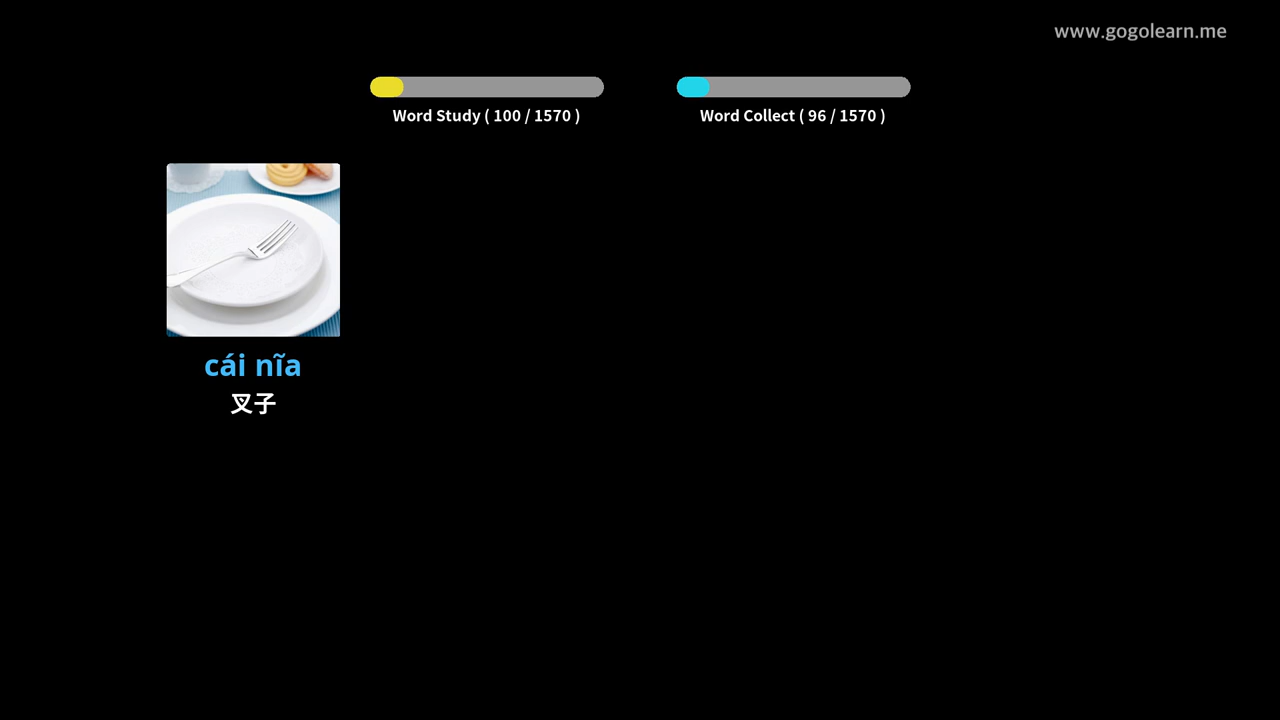 www.gogolearn.me
Word Study ( 100 / 1570 )
Word Collect ( 96 / 1570 )
cái nĩa
叉子